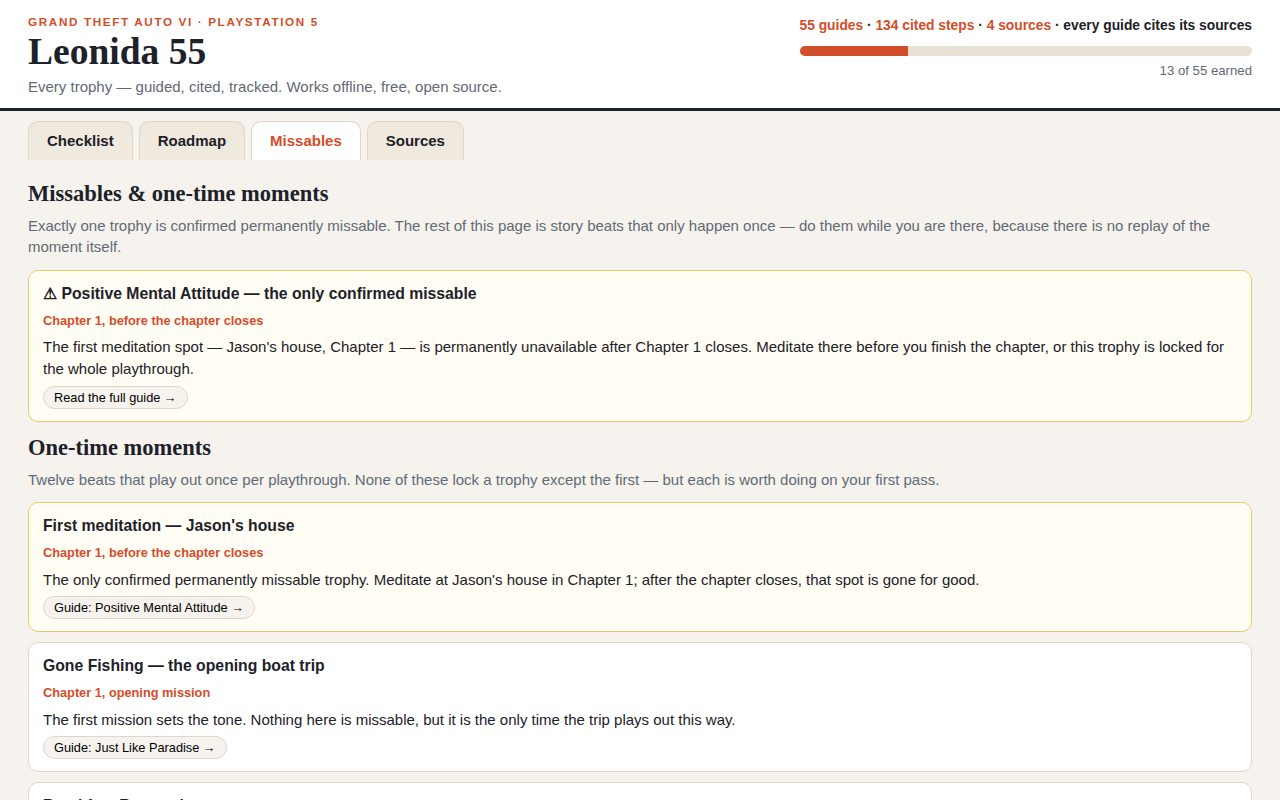 GRAND THEFT AUTO VI · PLAYSTATION 5
Leonida 55
Every trophy — guided, cited, tracked. Works offline, free, open source.
55 guides · 134 cited steps · 4 sources · every guide cites its sources
13 of 55 earned
Checklist
Roadmap
Missables
Sources
Missables & one-time moments
Exactly one trophy is confirmed permanently missable. The rest of this page is story beats that only happen once — do them while you are there, because there is no replay of the
moment itself.
⚠ Positive Mental Attitude — the only confirmed missable
Chapter 1, before the chapter closes
The first meditation spot — Jason's house, Chapter 1 — is permanently unavailable after Chapter 1 closes. Meditate there before you finish the chapter, or this trophy is locked for
the whole playthrough.
Read the full guide →
One-time moments
Twelve beats that play out once per playthrough. None of these lock a trophy except the first — but each is worth doing on your first pass.
First meditation — Jason's house
Chapter 1, before the chapter closes
The only confirmed permanently missable trophy. Meditate at Jason's house in Chapter 1; after the chapter closes, that spot is gone for good.
Guide: Positive Mental Attitude →
Gone Fishing — the opening boat trip
Chapter 1, opening mission
The first mission sets the tone. Nothing here is missable, but it is the only time the trip plays out this way.
Guide: Just Like Paradise →